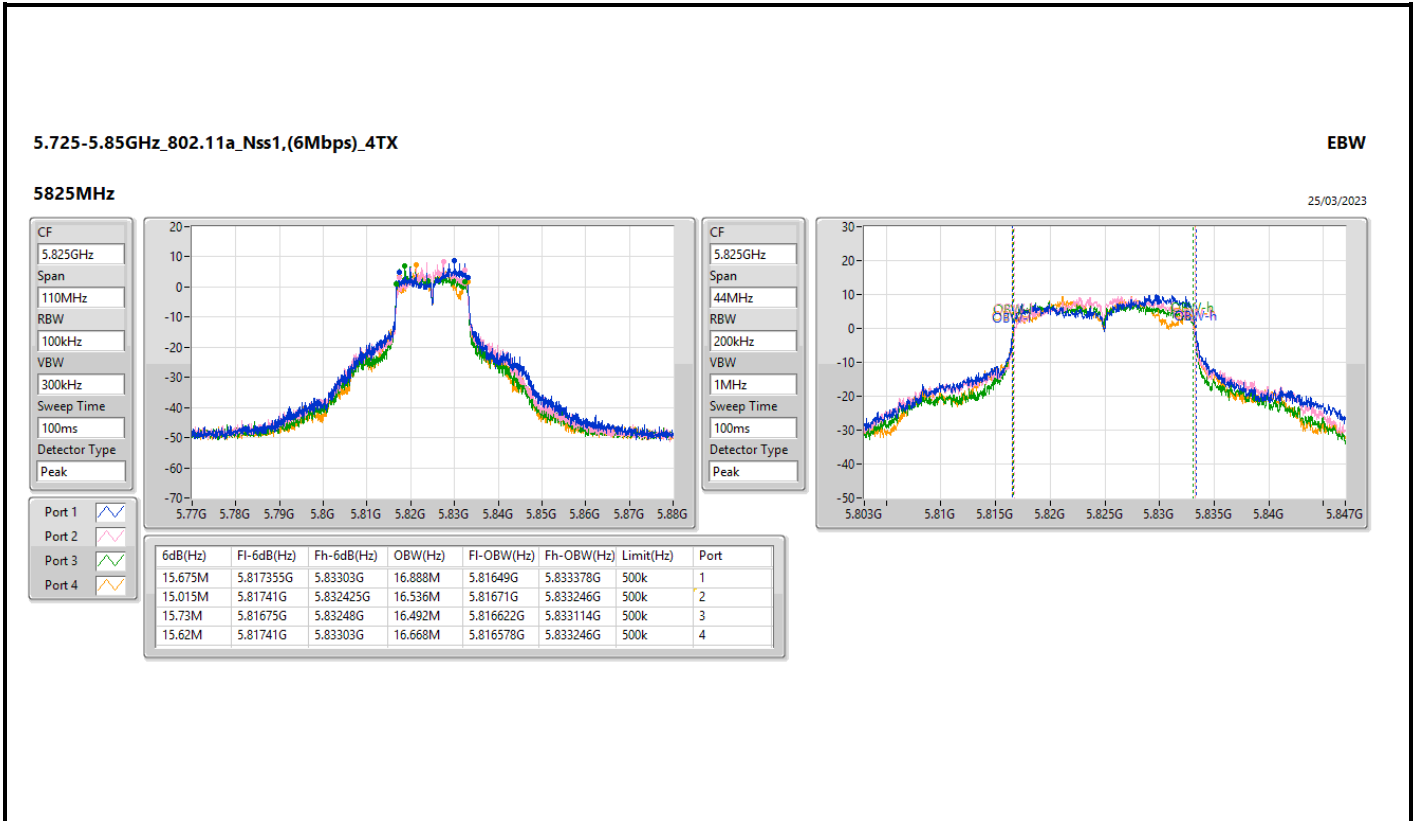 5.725-5.85GHz_802.11a_Nss1,(6Mbps)_4TX
EBW
5825MHz
25/03/2023
CF
5.825GHz
Span
110MHz
RBW
100kHz
VBW
300kHz
Sweep Time
100ms
Detector Type
Peak
20
10
0
-10
-20
-30
-40
-50
-60
-70
5.77G 5.78G 5.79G 5.8G 5.81G 5.82G 5.83G 5.84G 5.85G 5.86G 5.87G 5.88G
CF
5.825GHz
Span
44MHz
RBW
200kHz
VBW
1MHz
Sweep Time
100ms
Detector Type
Peak
30
20
10
0
-10
-20
-30
-40
-50
5.803G 5.81G 5.815G 5.82G 5.825G 5.83G 5.835G 5.84G 5.847G
Port 1
Port 2
Port 3
Port 4
6dB(Hz) Fl-6dB(Hz) Fh-6dB(Hz) OBW(Hz) Fl-OBW(Hz) Fh-OBW(Hz) Limit(Hz) Port
15.675M 5.817355G 5.83303G 16.888M 5.81649G 5.833378G 500k 1
15.015M 5.81741G 5.832425G 16.536M 5.81671G 5.833246G 500k 2
15.73M 5.81675G 5.83248G 16.492M 5.816622G 5.833114G 500k 3
15.62M 5.81741G 5.83303G 16.668M 5.816578G 5.833246G 500k 4